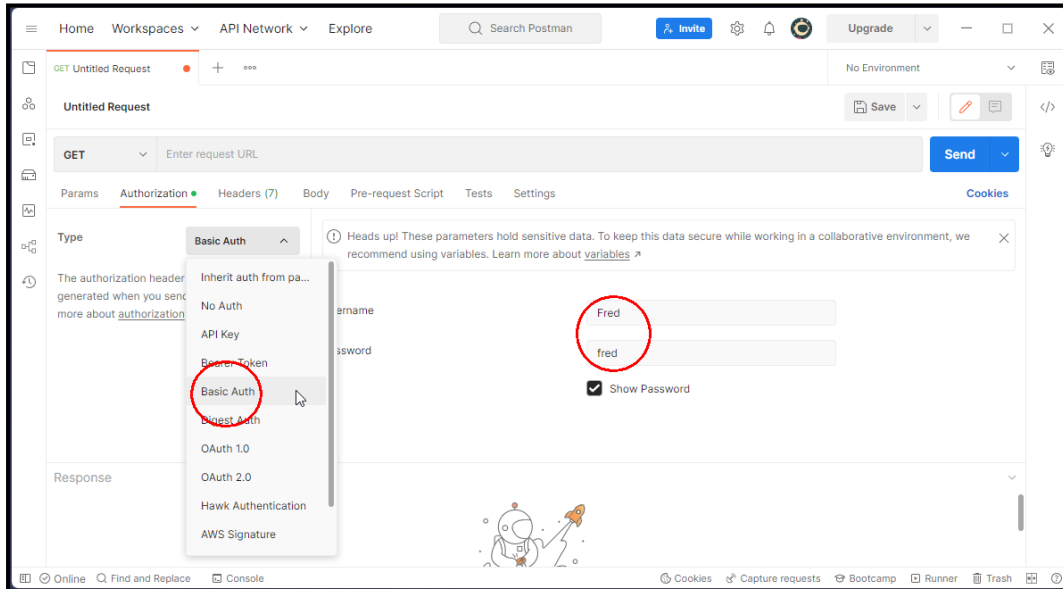 Home Workspaces API Network Explore Search Postman Invite Upgrade
GET Untitled Request No Environment
Untitled Request Save
GET Enter request URL Send
Params Authorization Headers (7) Body Pre-request Script Tests Settings Cookies
Type Basic Auth
Heads up! These parameters hold sensitive data. To keep this data secure while working in a collaborative environment, we
recommend using variables. Learn more about variables
The authorization header
generated when you send
more about authorization
Inherit auth from pa...
No Auth
API Key
Bearer Token
Basic Auth
Digest Auth
OAuth 1.0
OAuth 2.0
Hawk Authentication
AWS Signature
ername Fred
ssword fred
Show Password
Response
Online Find and Replace Console Cookies Capture requests Bootcamp Runner Trash